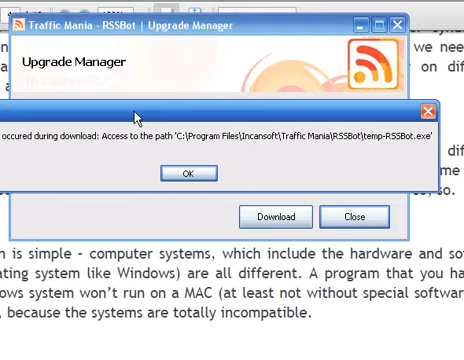 Traffic Mania - RSSBot | Upgrade Manager
we nee
Upgrade Manager
on dif
occured during download: Access to the path 'C:\Program Files\Incansoft\Traffic Mania\RSSBot\temp-RSSBot.exe'
dif
OK
me
so.
Download
Close
n is simple – computer systems, which include the hardware and so
ating system like Windows) are all different. A program that you ha
ows system won't run on a MAC (at least not without special softwar
, because the systems are totally incompatible.